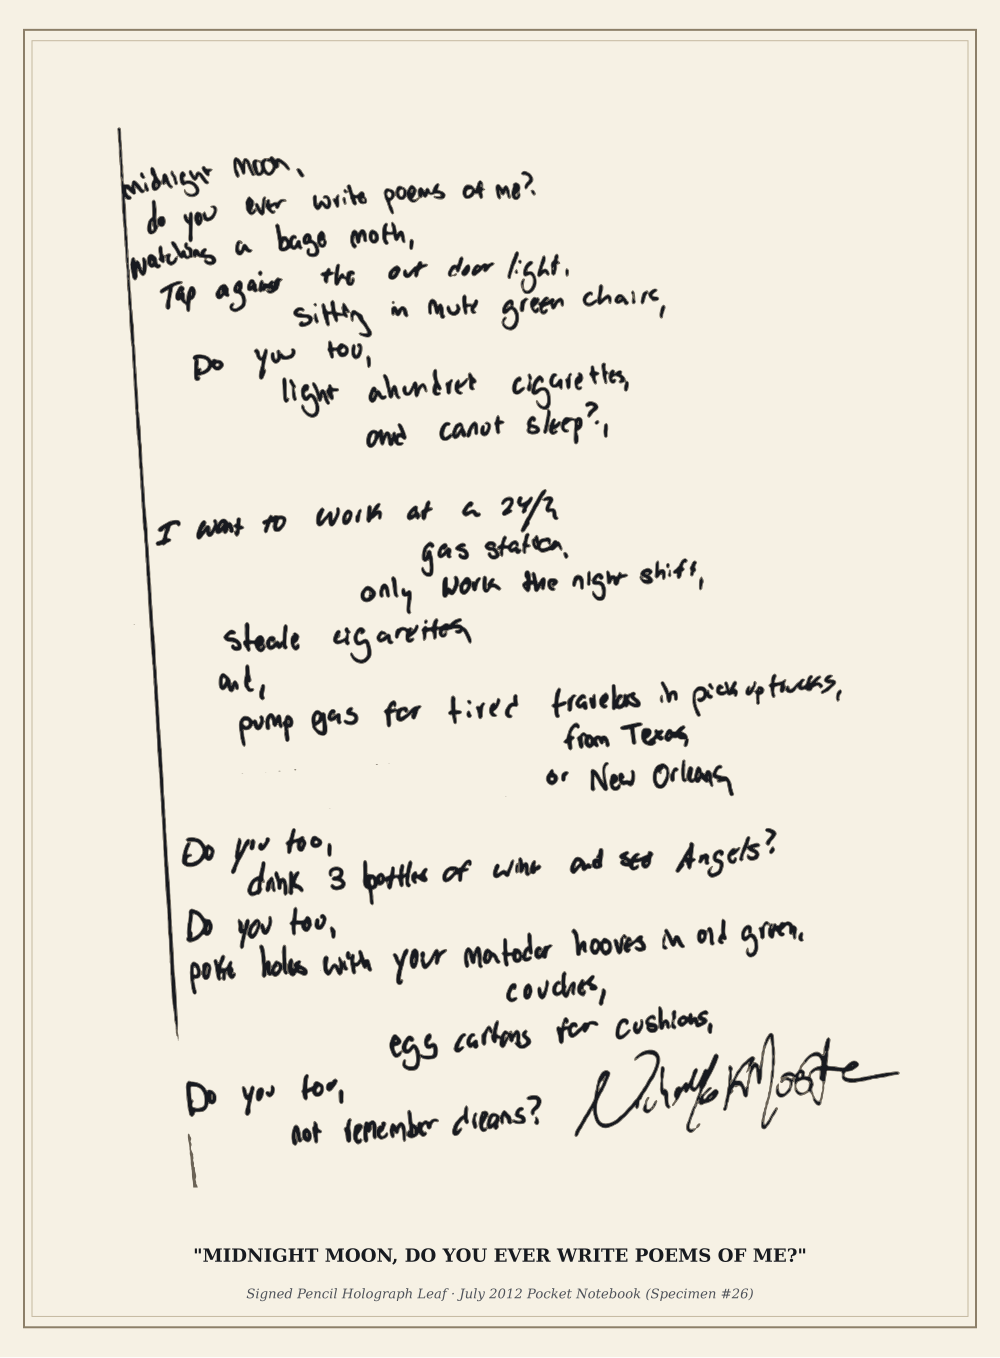 midnight Moon,
do you ever write poems of me?
watching a bage moth,
Tap against the out door light,
sitting in mute green chairs,
Do you too,
light ahundret cigarettes,
and canot sleep?,
I want to work at a 24/7
gas station,
only work the night shift,
steale cigarettes
and,
pump gas for tired travelers in pick up trucks,
from Texas,
or New Orleans,
Do you too,
drink 3 bottles of wine and see Angels?
Do you too,
poke holes with your matador hooves in old green,
couches,
egg cartons for cushions,
Do you too,
not remember dreams?
"MIDNIGHT MOON, DO YOU EVER WRITE POEMS OF ME?"
Signed Pencil Holograph Leaf · July 2012 Pocket Notebook (Specimen #26)